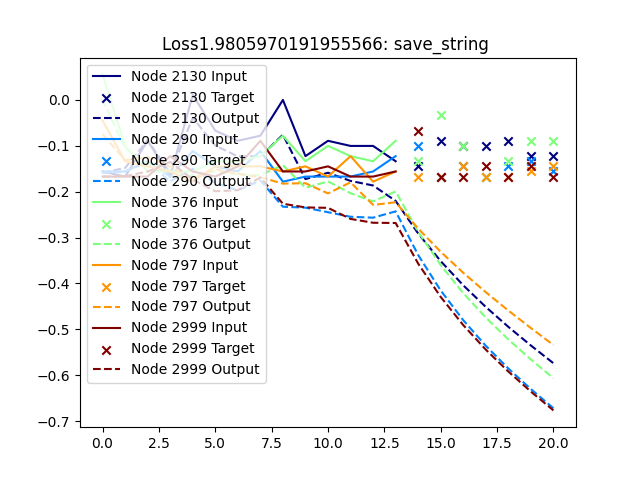 Loss1.9805970191955566: save_string
0.0
−0.1
−0.2
−0.3
−0.4
−0.5
−0.6
−0.7
Node 2130 Input
Node 2130 Target
Node 2130 Output
Node 290 Input
Node 290 Target
Node 290 Output
Node 376 Input
Node 376 Target
Node 376 Output
Node 797 Input
Node 797 Target
Node 797 Output
Node 2999 Input
Node 2999 Target
Node 2999 Output
0.0 2.5 5.0 7.5 10.0 12.5 15.0 17.5 20.0